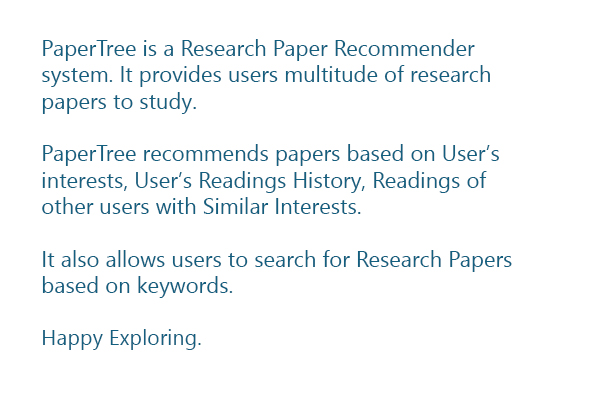 PaperTree is a Research Paper Recommender
system. It provides users multitude of research
papers to study.
PaperTree recommends papers based on User’s
interests, User’s Readings History, Readings of
other users with Similar Interests.
It also allows users to search for Research Papers
based on keywords.
Happy Exploring.